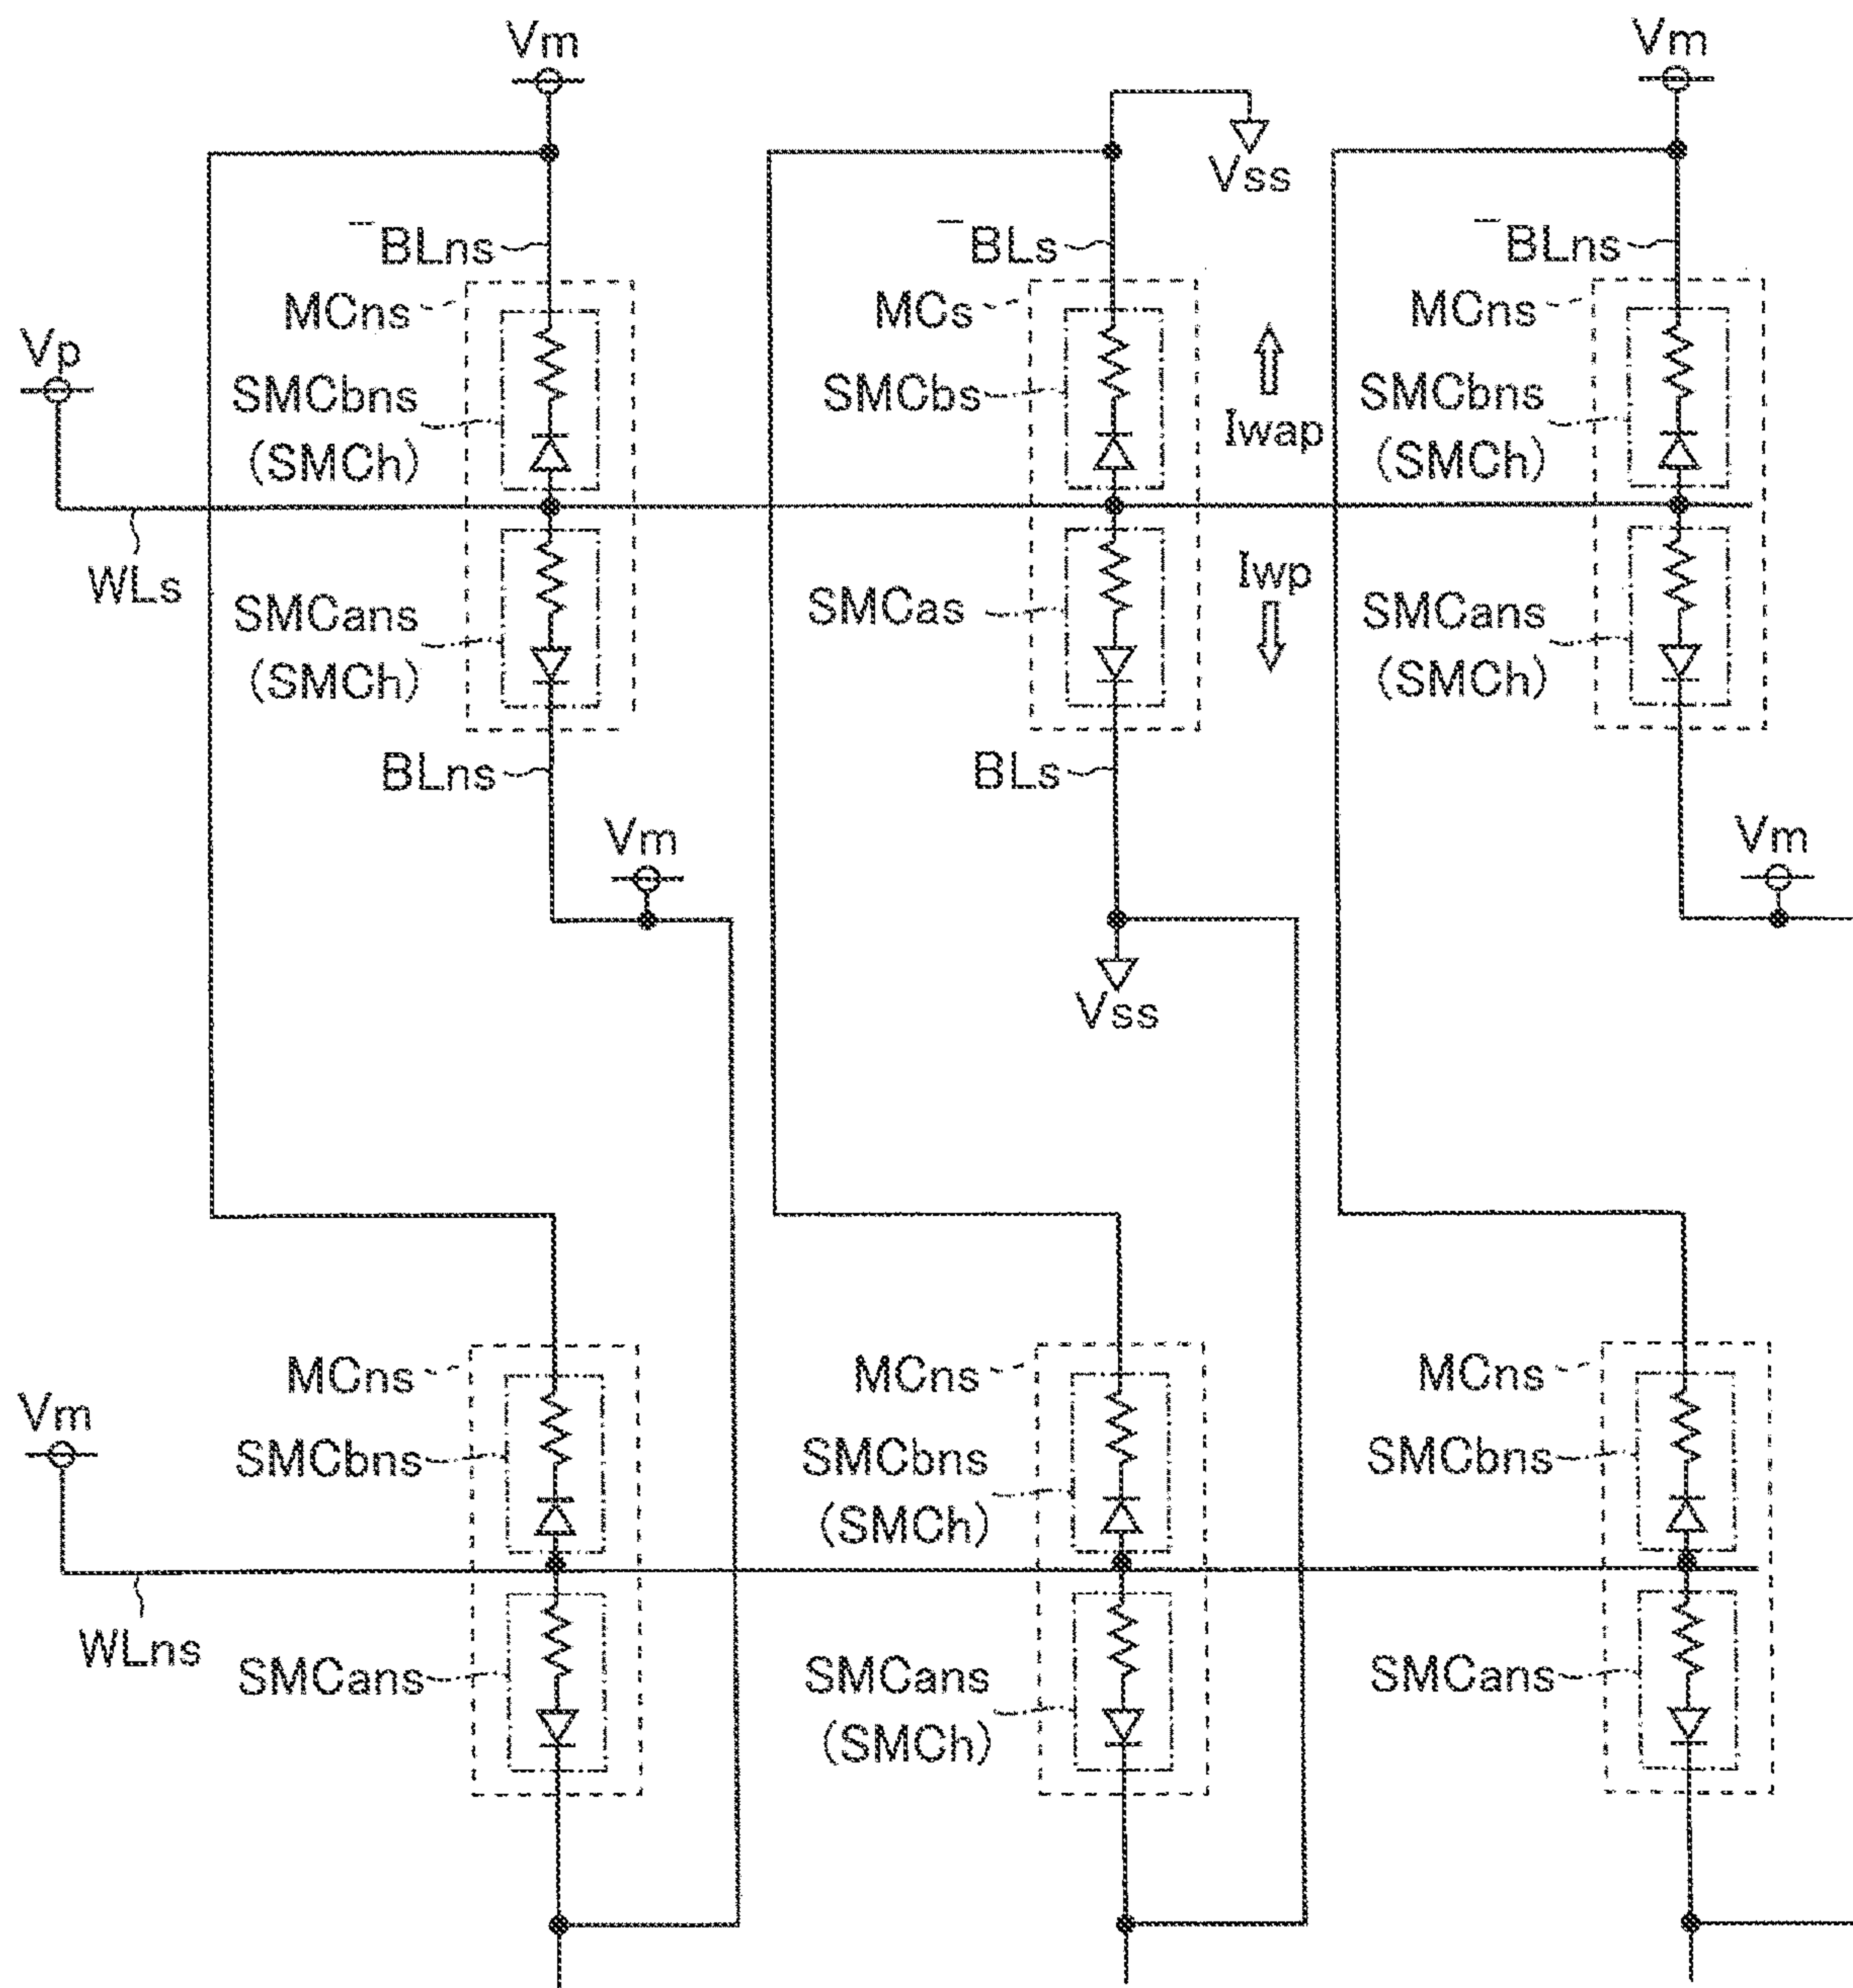 Vm
Vm
Vss
‾BLns
‾BLs
‾BLns
MCns
MCs
MCns
Vp
SMCbns
(SMCh)
SMCbs
Iwap
SMCbns
(SMCh)
WLs
SMCans
(SMCh)
SMCas
Iwp
SMCans
(SMCh)
BLns
BLs
Vm
Vm
Vss
MCns
MCns
MCns
Vm
SMCbns
SMCbns
(SMCh)
SMCbns
WLns
SMCans
SMCans
(SMCh)
SMCans